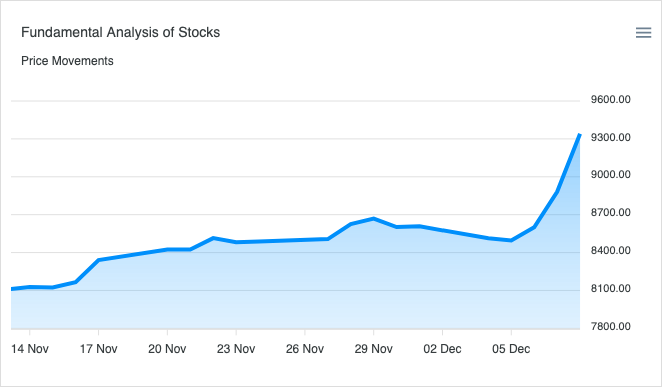 Fundamental Analysis of Stocks
Price Movements
9600.00
9300.00
9000.00
8700.00
8400.00
8100.00
7800.00
14 Nov 17 Nov 20 Nov 23 Nov 26 Nov 29 Nov 02 Dec 05 Dec